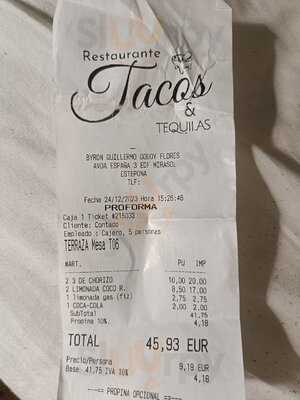 Restaurante
Tacos
&
TEQUILAS
BYRON GUILLERMO GODOY FLORES
AVDA ESPAÑA 3 EDF MIRASOL
ESTEPONA
TLF:
Fecha 24/12/2023 Hora 15:26:46
PROFORMA
Caja 1 Ticket #215033
Cliente: Contado
Empleado : Cajero, 5 personas
TERRAZA Mesa T06
#ART. PU IMP
2 3 DE CHORIZO 10,00 20,00
2 LIMONADA COCO R. 8,50 17,00
1 limonada gas (fiz) 2,75 2,75
1 COCA-COLA 2,00 2,00
SubTotal 41,75
Propina 10% 4,18
TOTAL 45,93 EUR
Precio/Persona 9,19 EUR
Base: 41,75 IVA 10% 4,18
---== PROPINA OPCIONAL ==---